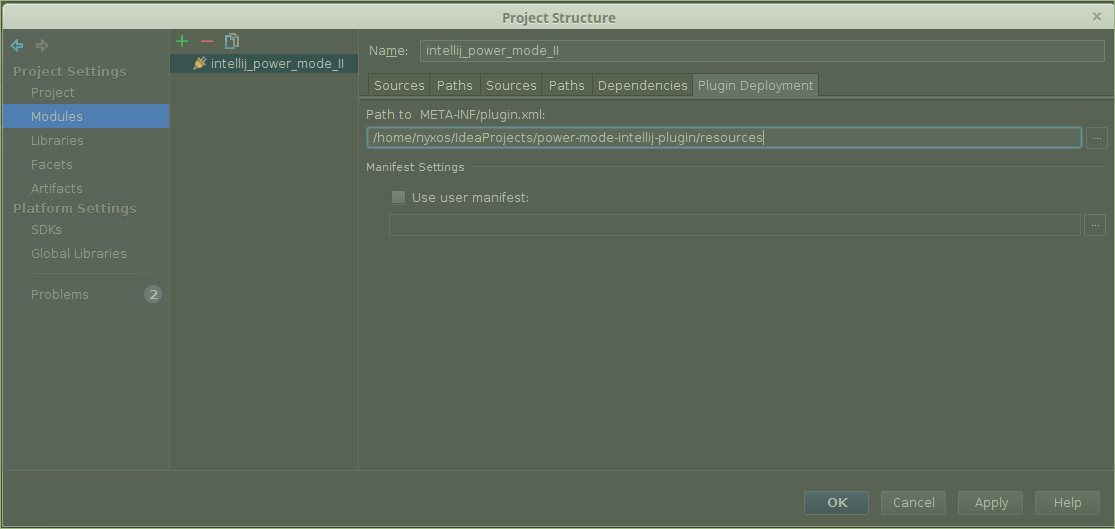 Project Structure
Project Settings
Project
Modules
Libraries
Facets
Artifacts
Platform Settings
SDKs
Global Libraries
Problems 2
intellij_power_mode_II
Name: intellij_power_mode_II
Sources Paths Sources Paths Dependencies Plugin Deployment
Path to META-INF/plugin.xml:
/home/nyxos/IdeaProjects/power-mode-intellij-plugin/resources
...
Manifest Settings
Use user manifest:
...
OK Cancel Apply Help